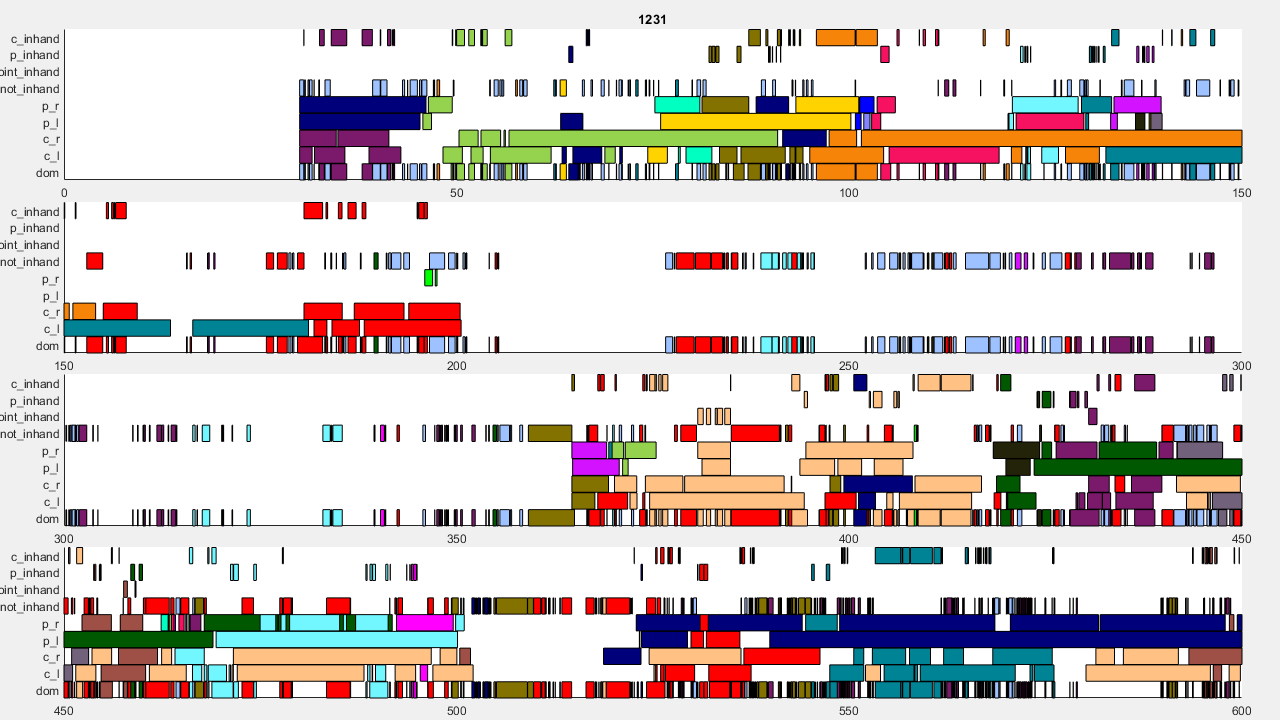 1231
c_inhand
p_inhand
oint_inhand
not_inhand
p_r
p_l
c_r
c_l
dom
0 50 100 150
c_inhand
p_inhand
oint_inhand
not_inhand
p_r
p_l
c_r
c_l
dom
150 200 250 300
c_inhand
p_inhand
oint_inhand
not_inhand
p_r
p_l
c_r
c_l
dom
300 350 400 450
c_inhand
p_inhand
oint_inhand
not_inhand
p_r
p_l
c_r
c_l
dom
450 500 550 600